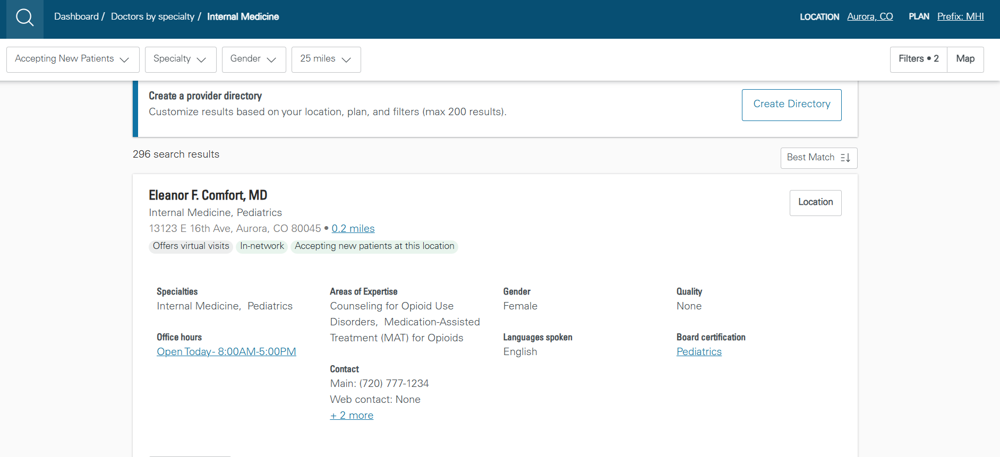 Dashboard / Doctors by specialty / Internal Medicine
LOCATION Aurora, CO PLAN Prefix: MHI
Accepting New Patients Specialty Gender 25 miles
Filters • 2 Map
Create a provider directory
Customize results based on your location, plan, and filters (max 200 results).
Create Directory
296 search results
Best Match
Eleanor F. Comfort, MD
Location
Internal Medicine, Pediatrics
13123 E 16th Ave, Aurora, CO 80045 • 0.2 miles
Offers virtual visits In-network Accepting new patients at this location
Specialties
Internal Medicine, Pediatrics
Office hours
Open Today - 8:00AM-5:00PM
Areas of Expertise
Counseling for Opioid Use
Disorders, Medication-Assisted
Treatment (MAT) for Opioids
Contact
Main: (720) 777-1234
Web contact: None
+ 2 more
Gender
Female
Languages spoken
English
Quality
None
Board certification
Pediatrics